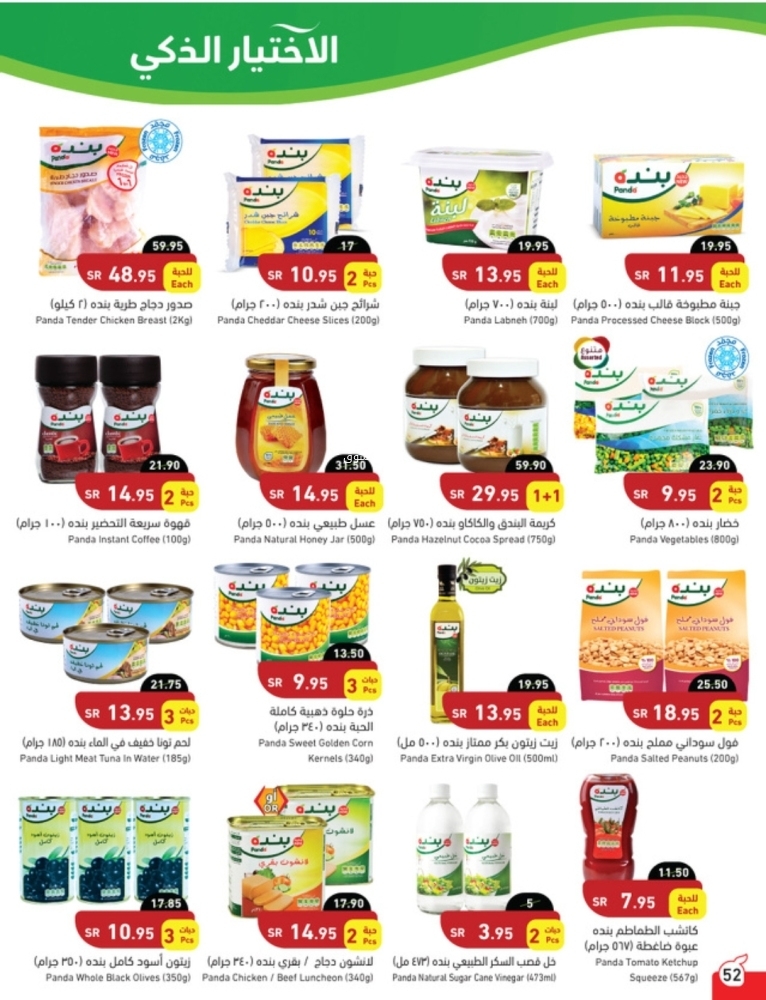 الاختيار الذكي
59.95
SR 48.95 للحبة Each
صدور دجاج طرية بنده (٢ كيلو)
Panda Tender Chicken Breast (2Kg)
17
SR 10.95 2 حبة Pcs
شرائح جبن شدر بنده (٢٠٠ جرام)
Panda Cheddar Cheese Slices (200g)
19.95
SR 13.95 للحبة Each
لبنة بنده (٧٠٠ جرام)
Panda Labneh (700g)
19.95
SR 11.95 للحبة Each
جبنة مطبوخة قالب بنده (٥٠٠ جرام)
Panda Processed Cheese Block (500g)
21.90
SR 14.95 2 حبة Pcs
قهوة سريعة التحضير بنده (١٠٠ جرام)
Panda Instant Coffee (100g)
31.50
SR 14.95 للحبة Each
عسل طبيعي بنده (٥٠٠ جرام)
Panda Natural Honey Jar (500g)
59.90
SR 29.95 1+1
كريمة البندق والكاكاو بنده (٧٥٠ جرام)
Panda Hazelnut Cocoa Spread (750g)
متنوع
Assorted
مجمد
Frozen
23.90
SR 9.95 2 حبة Pcs
خضار بنده (٨٠٠ جرام)
Panda Vegetables (800g)
21.75
SR 13.95 3 حبات Pcs
لحم تونا خفيف في الماء بنده (١٨٥ جرام)
Panda Light Meat Tuna In Water (185g)
13.50
SR 9.95 3 حبات Pcs
ذرة حلوة ذهبية كاملة
الحبة بنده (٣٤٠ جرام)
Panda Sweet Golden Corn
Kernels (340g)
زيت زيتون
19.95
SR 13.95 للحبة Each
زيت زيتون بكر ممتاز بنده (٥٠٠ مل)
Panda Extra Virgin Olive Oil (500ml)
فول سوداني مملح
SALTED PEANUTS
25.50
SR 18.95 2 حبة Pcs
فول سوداني مملح بنده (٢٠٠ جرام)
Panda Salted Peanuts (200g)
17.85
SR 10.95 3 حبات Pcs
زيتون أسود كامل بنده (٣٥٠ جرام)
Panda Whole Black Olives (350g)
أو
OR
لانشون بقري
17.90
SR 14.95 2 حبة Pcs
لانشون دجاج / بقري بنده (٣٤٠ جرام)
Panda Chicken / Beef Luncheon (340g)
5
SR 3.95 2 حبات Pcs
خل قصب السكر الطبيعي بنده (٤٧٣ مل)
Panda Natural Sugar Cane Vinegar (473ml)
11.50
SR 7.95 للحبة Each
كاتشب الطماطم بنده
عبوة ضاغطة (٥٦٧ جرام)
Panda Tomato Ketchup
Squeeze (567g)
52